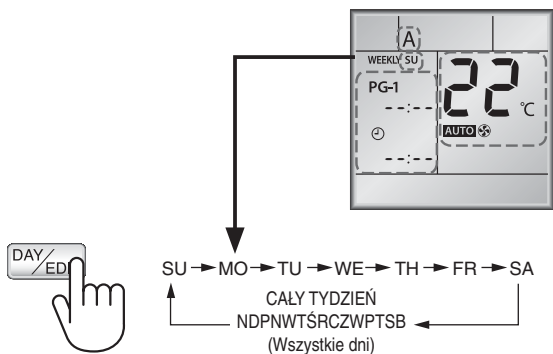 A
WEEKLY SU
PG-1
22 °C
--:--
AUTO
--:--
DAY/EDI
SU MO TU WE TH FR SA
CAŁY TYDZIEŃ
NDPNWTŚRCZWPTSB
(Wszystkie dni)